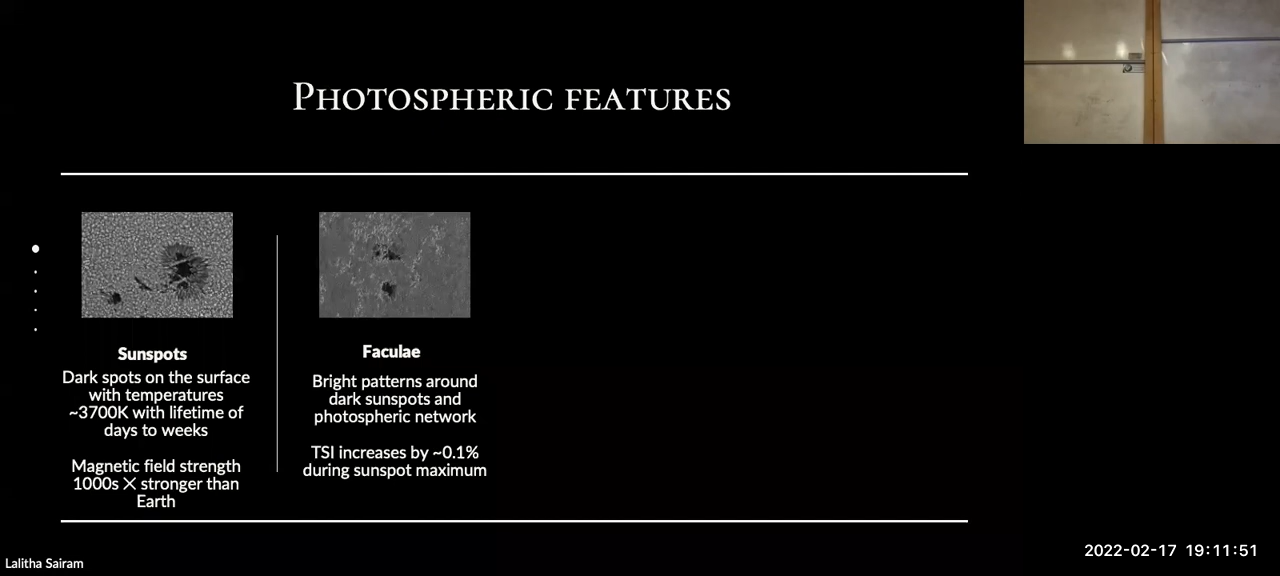 PHOTOSPHERIC FEATURES
Sunspots
Dark spots on the surface
with temperatures
~3700K with lifetime of
days to weeks
Magnetic field strength
1000s ✕ stronger than
Earth
Faculae
Bright patterns around
dark sunspots and
photospheric network
TSI increases by ~0.1%
during sunspot maximum
Lalitha Sairam
2022-02-17 19:11:51